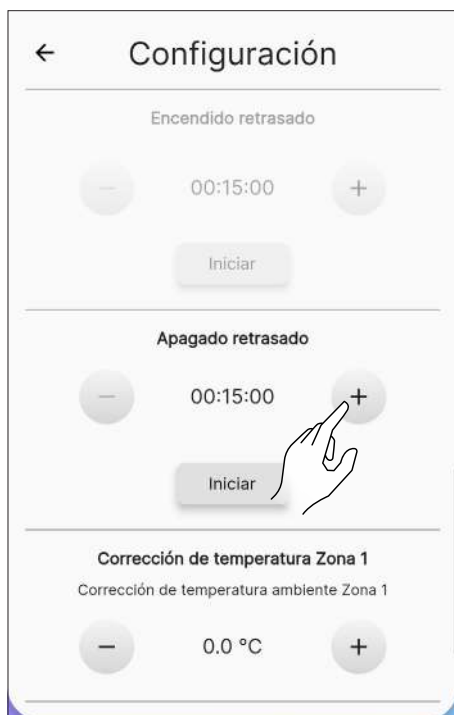 Configuración
Encendido retrasado
00:15:00
Iniciar
Apagado retrasado
00:15:00
Iniciar
Corrección de temperatura Zona 1
Corrección de temperatura ambiente Zona 1
0.0 °C